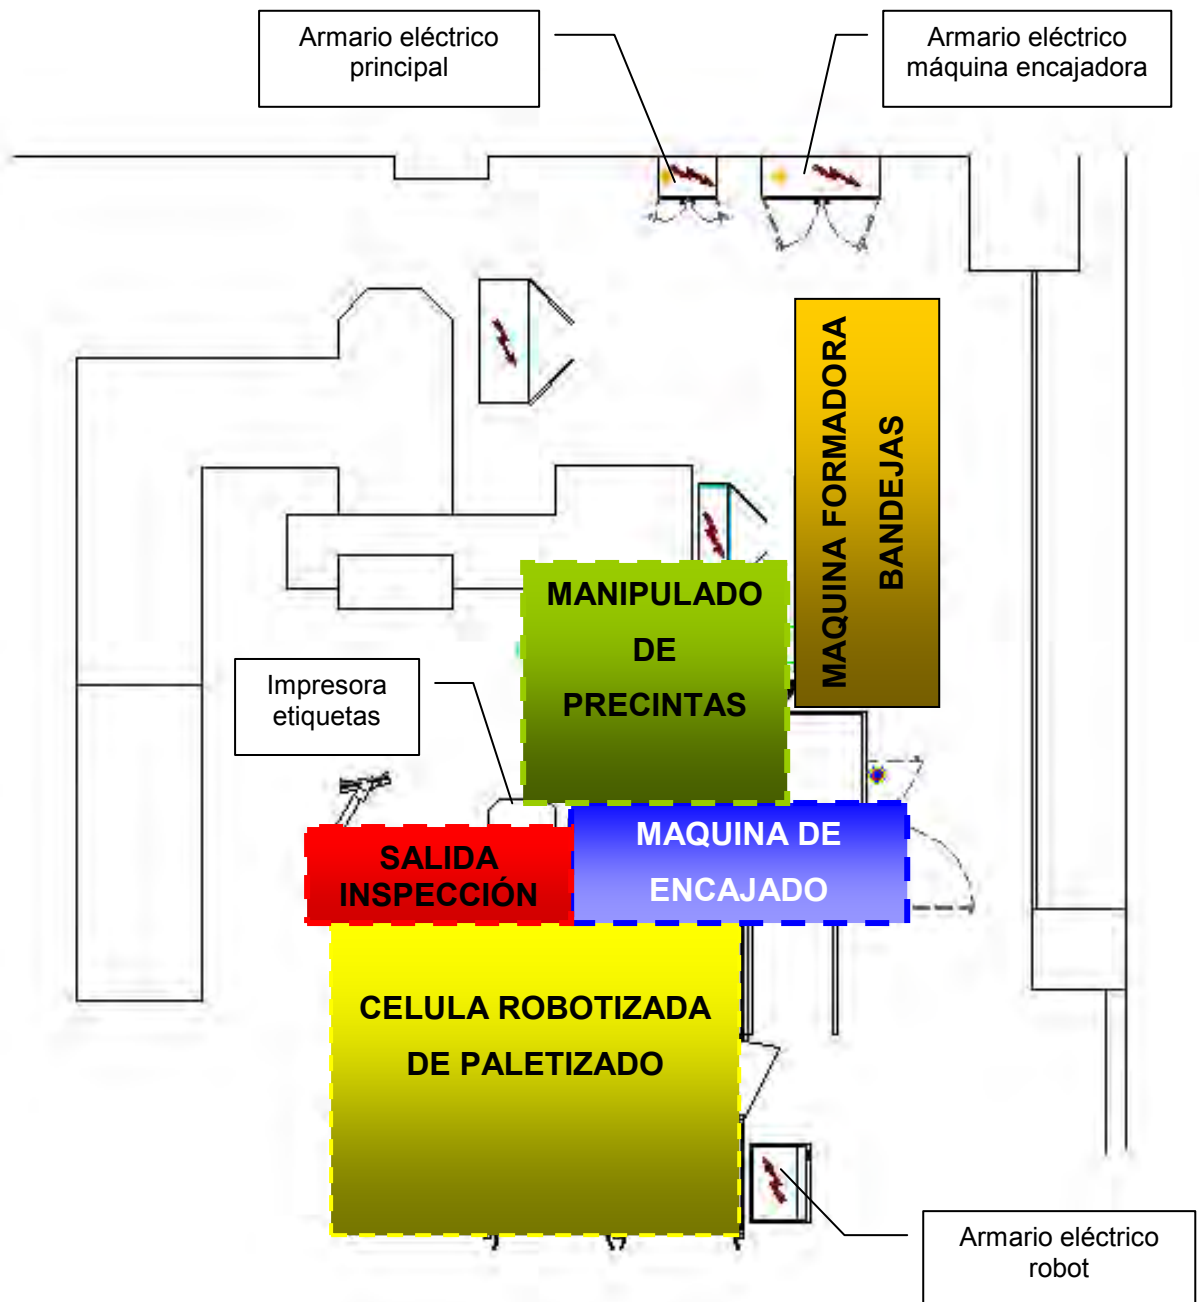 Armario eléctrico
principal
Armario eléctrico
máquina encajadora
MAQUINA FORMADORA
BANDEJAS
MANIPULADO
DE
PRECINTAS
Impresora
etiquetas
SALIDA
INSPECCIÓN
MAQUINA DE
ENCAJADO
CELULA ROBOTIZADA
DE PALETIZADO
Armario eléctrico
robot